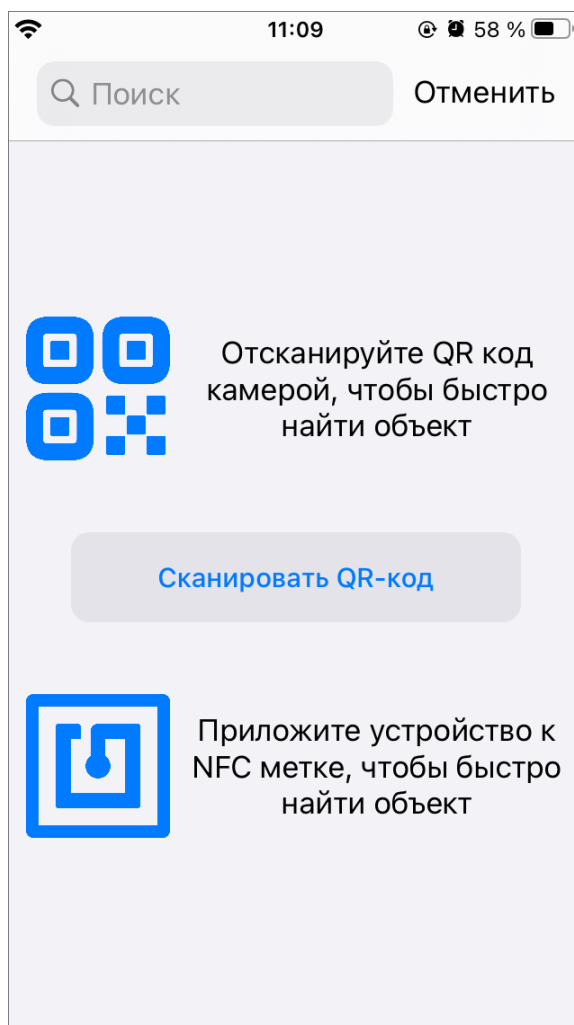 11:09 58 %
Поиск Отменить
Отсканируйте QR код
камерой, чтобы быстро
найти объект
Сканировать QR-код
Приложите устройство к
NFC метке, чтобы быстро
найти объект